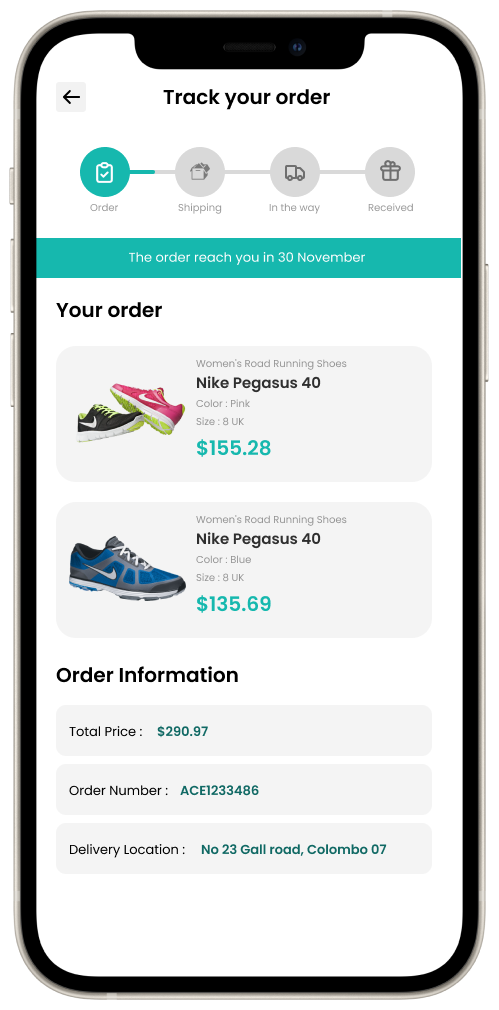 Track your order
Order
Shipping
In the way
Received
The order reach you in 30 November
Your order
Women's Road Running Shoes
Nike Pegasus 40
Color : Pink
Size : 8 UK
$155.28
Women's Road Running Shoes
Nike Pegasus 40
Color : Blue
Size : 8 UK
$135.69
Order Information
Total Price : $290.97
Order Number : ACE1233486
Delivery Location : No 23 Gall road, Colombo 07